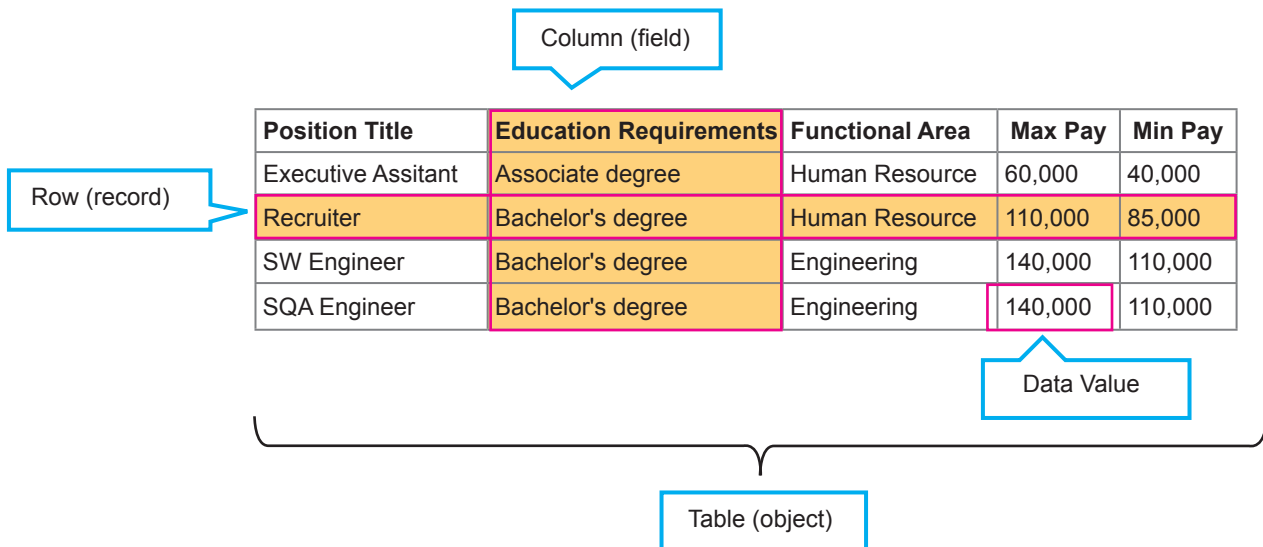 Column (field)
Position Title Education Requirements Functional Area Max Pay Min Pay
Executive Assitant Associate degree Human Resource 60,000 40,000
Row (record)
Recruiter Bachelor's degree Human Resource 110,000 85,000
SW Engineer Bachelor's degree Engineering 140,000 110,000
SQA Engineer Bachelor's degree Engineering 140,000 110,000
Data Value
Table (object)